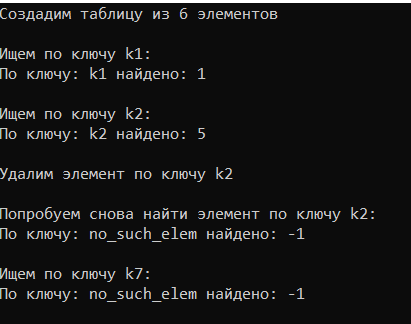 Создадим таблицу из 6 элементов
Ищем по ключу k1:
По ключу: k1 найдено: 1
Ищем по ключу k2:
По ключу: k2 найдено: 5
Удалим элемент по ключу k2
Попробуем снова найти элемент по ключу k2:
По ключу: no_such_elem найдено: -1
Ищем по ключу k7:
По ключу: no_such_elem найдено: -1